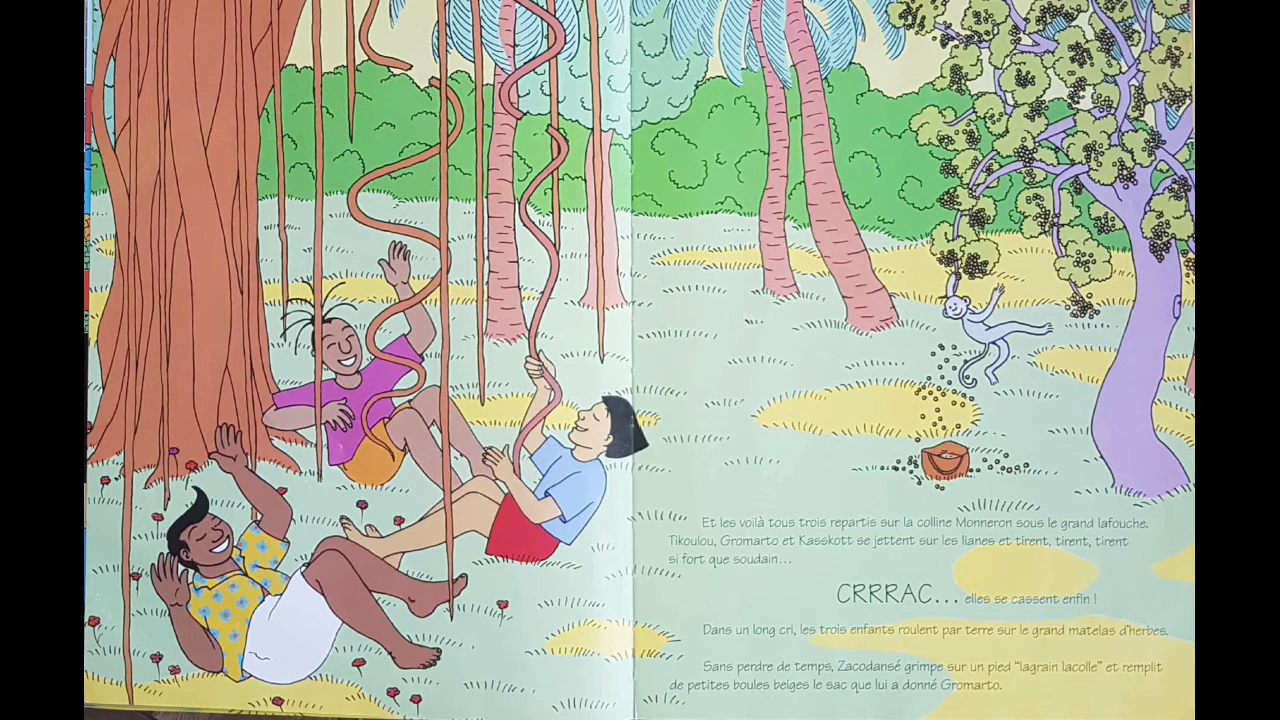 Et les voilà tous trois repartis sur la colline Monneron sous le grand lafouche.
Tikoulou, Gromarto et Kasskott se jettent sur les lianes et tirent, tirent, tirent
si fort que soudain...
CRRRAC... elles se cassent enfin !
Dans un long cri, les trois enfants roulent par terre sur le grand matelas d'herbes.
Sans perdre de temps, Zacodansé grimpe sur un pied "lagrain lacolle" et remplit
de petites boules beiges le sac que lui a donné Gromarto.